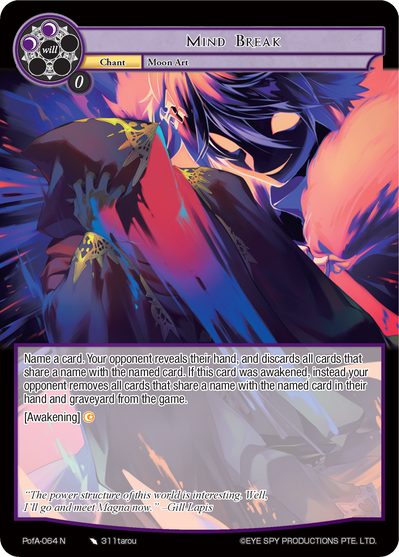 Mind Break
will
Chant
Moon Art
0
Name a card. Your opponent reveals their hand, and discards all cards that
share a name with the named card. If this card was awakened, instead your
opponent removes all cards that share a name with the named card in their
hand and graveyard from the game.
[Awakening]
"The power structure of this world is interesting. Well,
I'll go and meet Magna now." –Gill Lapis
PofA-064 N
311tarou
©EYE SPY PRODUCTIONS PTE. LTD.